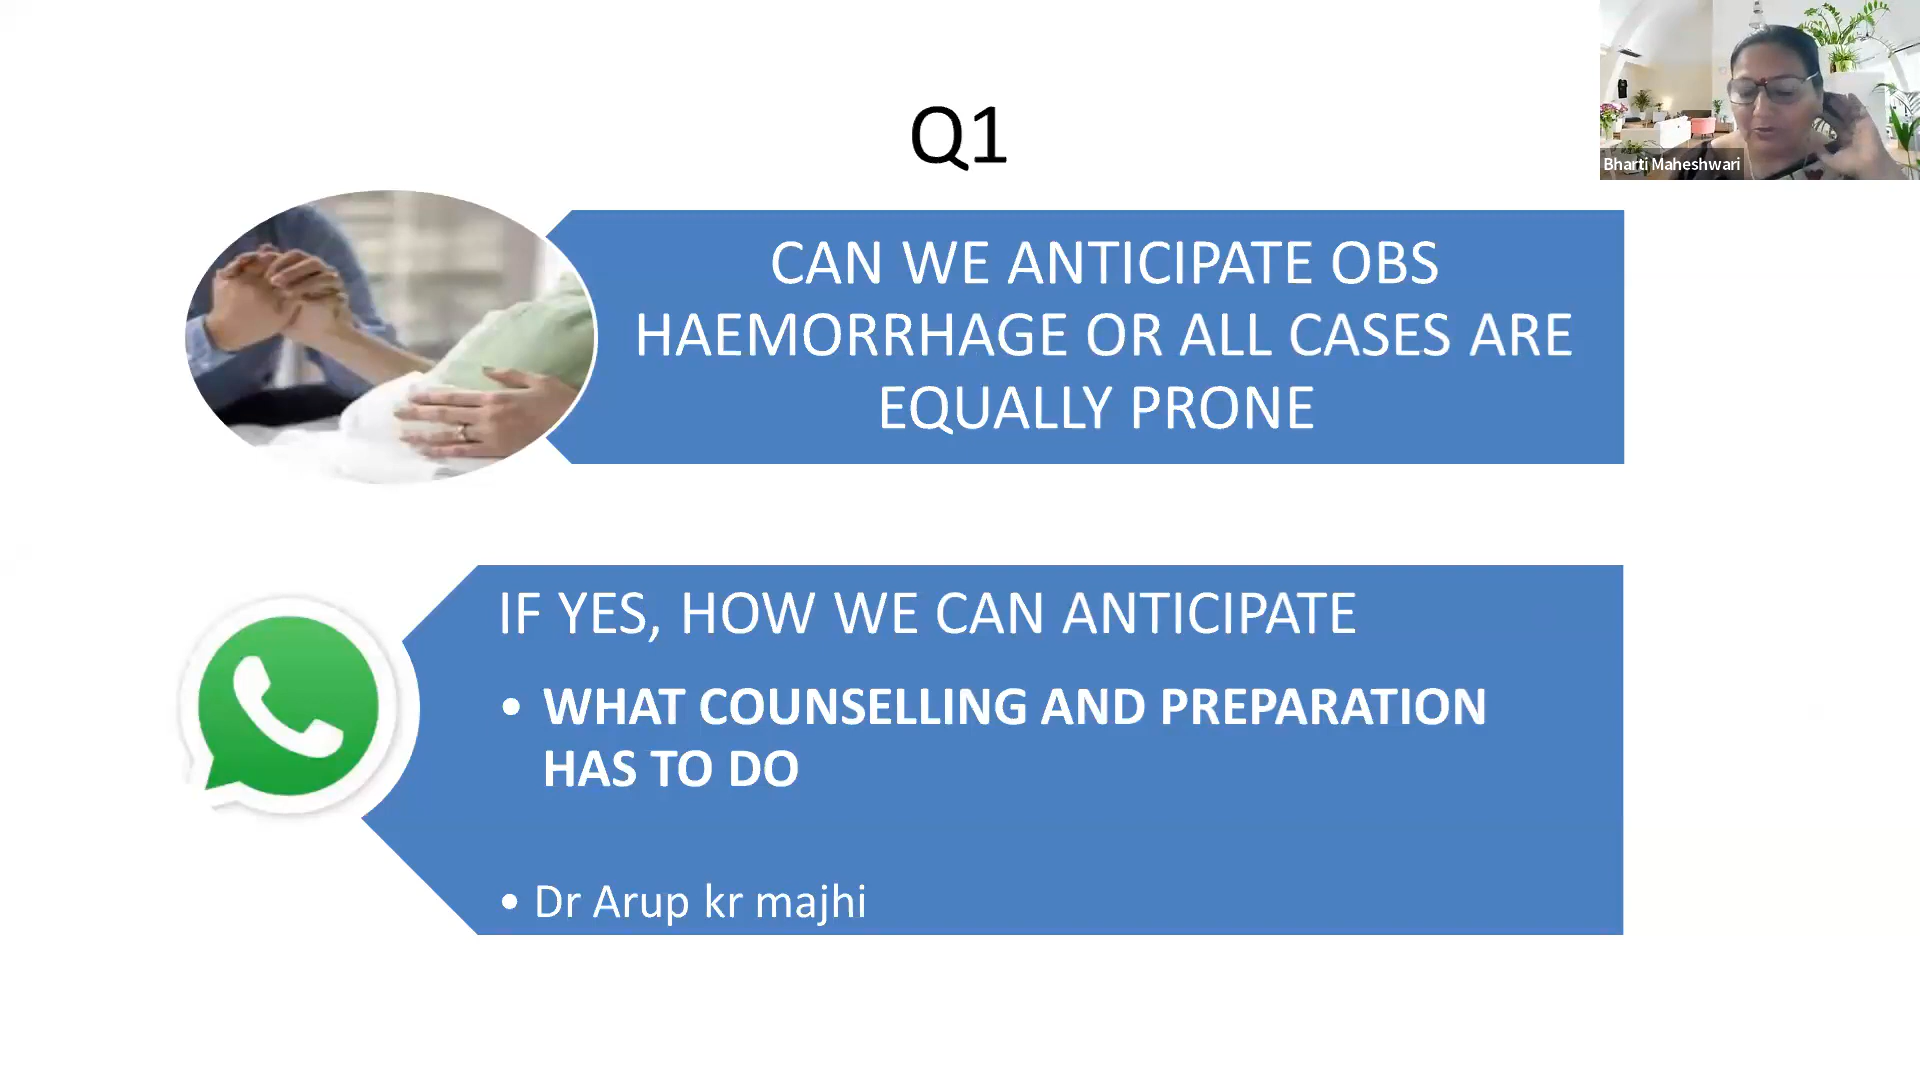 Q1
Bharti Maheshwari
CAN WE ANTICIPATE OBS
HAEMORRHAGE OR ALL CASES ARE
EQUALLY PRONE
IF YES, HOW WE CAN ANTICIPATE
• WHAT COUNSELLING AND PREPARATION
HAS TO DO
• Dr Arup kr majhi